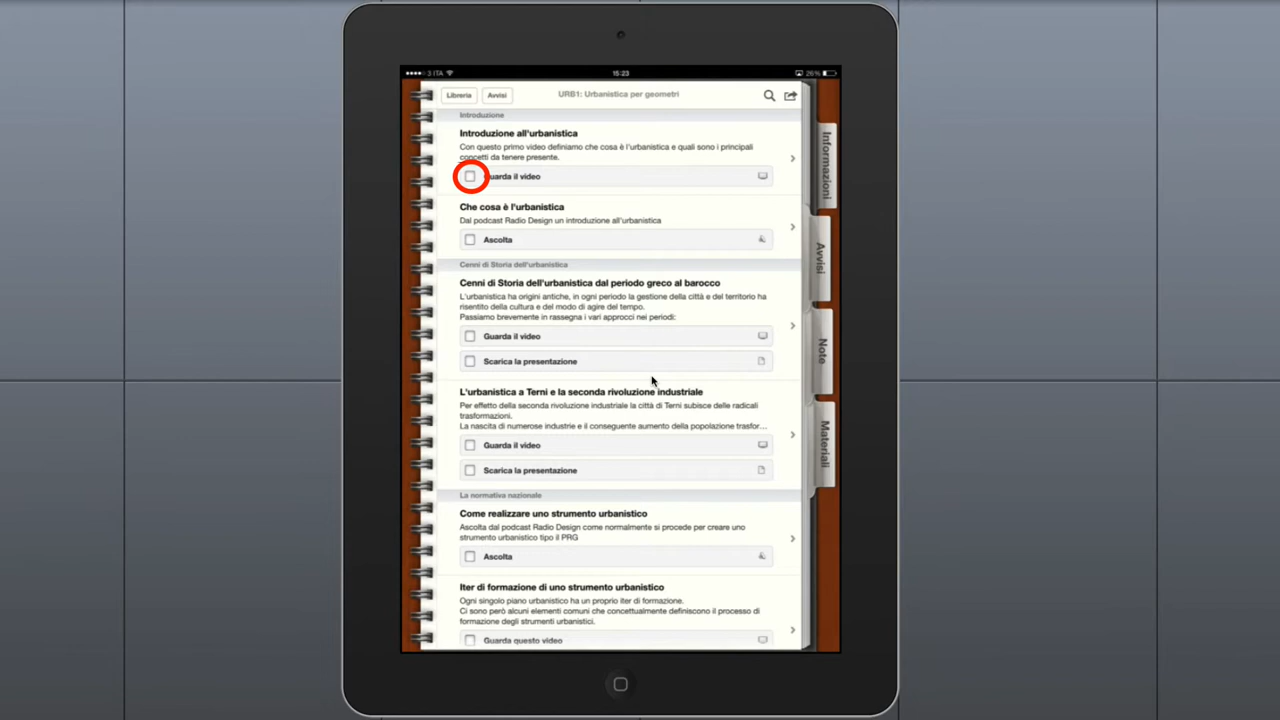 3 ITA
15:23
26%
Libreria
Avvisi
URB1: Urbanistica per geometri
Introduzione
Introduzione all'urbanistica
Con questo primo video definiamo che cosa è l'urbanistica e quali sono i principali
concetti da tenere presente.
Guarda il video
Che cosa è l'urbanistica
Dal podcast Radio Design un introduzione all'urbanistica
Ascolta
Cenni di Storia dell'urbanistica
Cenni di Storia dell'urbanistica dal periodo greco al barocco
L'urbanistica ha origini antiche, in ogni periodo la gestione della città e del territorio ha
risentito della cultura e del modo di agire del tempo.
Passiamo brevemente in rassegna i vari approcci nei periodi:
Guarda il video
Scarica la presentazione
L'urbanistica a Terni e la seconda rivoluzione industriale
Per effetto della seconda rivoluzione industriale la città di Terni subisce delle radicali
trasformazioni.
La nascita di numerose industrie e il conseguente aumento della popolazione trasfor...
Guarda il video
Scarica la presentazione
La normativa nazionale
Come realizzare uno strumento urbanistico
Ascolta dal podcast Radio Design come normalmente si procede per creare uno
strumento urbanistico tipo il PRG
Ascolta
Iter di formazione di uno strumento urbanistico
Ogni singolo piano urbanistico ha un proprio iter di formazione.
Ci sono però alcuni elementi comuni che concettualmente definiscono il processo di
formazione degli strumenti urbanistici.
Guarda questo video
Informazioni
Avvisi
Note
Materiali